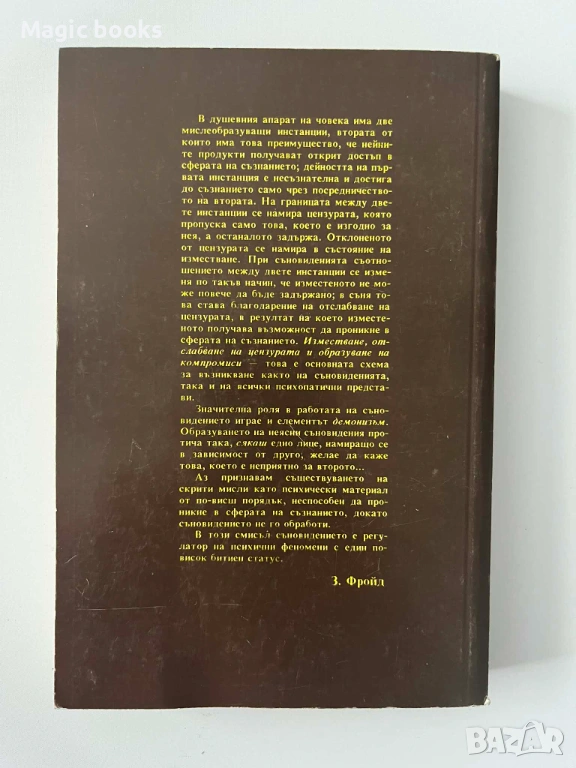 Magic books
В душевния апарат на човека има две
мислеобразуващи инстанции, втората от
които има това преимущество, че нейни-
те продукти получават открит достъп в
сферата на съзнанието; дейността на пър-
вата инстанция е несъзнателна и достига
до съзнанието само чрез посредничество-
то на втората. На границата между две-
те инстанции се намира цензурата, която
пропуска само това, което е изгодно за
нея, а останалото задържа. Отклоненото
от цензурата се намира в състояние на
изместване. При съновиденията съотно-
шението между двете инстанции се изме-
ня по такъв начин, че изместеното не мо-
же повече да бъде задържано; в съня то-
ва става благодарение на отслабване на
цензурата, в резултат на което изместе-
ното получава възможност да проникне в
сферата на съзнанието. Изместване, от-
слабване на цензурата и образуване на
компромиси — това е основната схема
за възникване както на съновиденията,
така и на всички психопатични предста-
ви.
Значителна роля в работата на съно-
видението играе и елементът демонизъм.
Образуването на неясни съновидения про-
тича така, сякаш едно лице, намиращо се
в зависимост от друго, желае да каже
това, което е неприятно за второто...
Аз признавам съществуването на
скрити мисли като психически материал
от по-висш порядък, неспособен да про-
никне в сферата на съзнанието, докато
съновидението не го обработи.
В този смисъл съновидението е регу-
латор на психични феномени с един по-
висок битиен статус.
З. Фройд
BAZAR